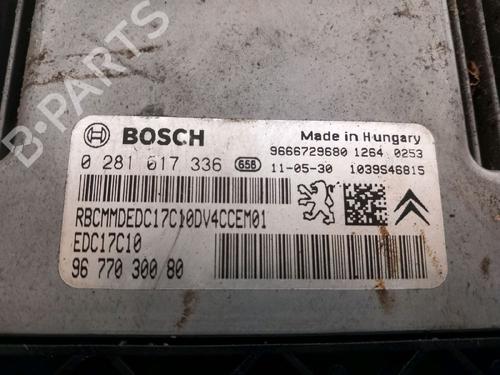 BOSCH
Made in Hungary
9666729680 1264 0253
0 281 017 336 65B 11-05-30 1039S46815
RBCMMDEDC17C10DV4CCEM01
EDC17C10
96 770 300 80
B-PARTS